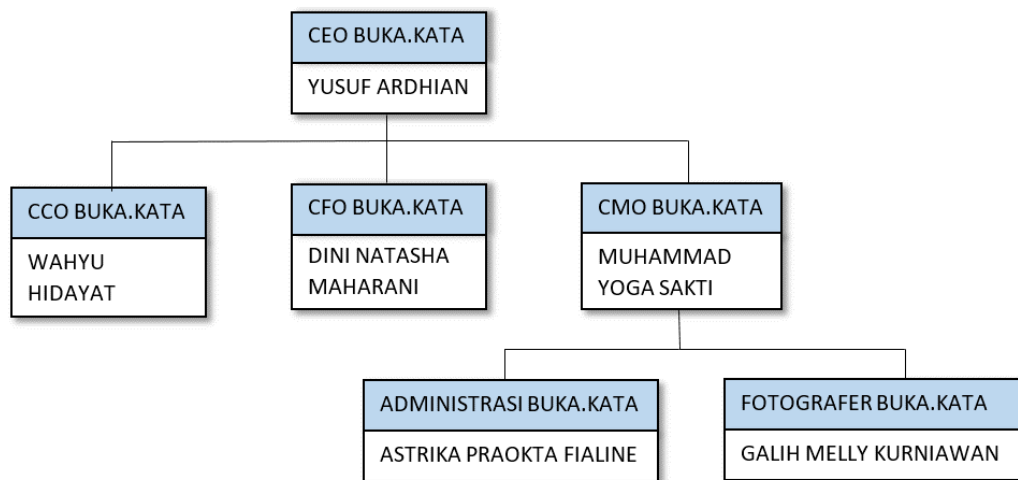 CEO BUKA.KATA
YUSUF ARDHIAN
CCO BUKA.KATA
WAHYU
HIDAYAT
CFO BUKA.KATA
DINI NATASHA
MAHARANI
CMO BUKA.KATA
MUHAMMAD
YOGA SAKTI
ADMINISTRASI BUKA.KATA
ASTRIKA PRAOKTA FIALINE
FOTOGRAFER BUKA.KATA
GALIH MELLY KURNIAWAN